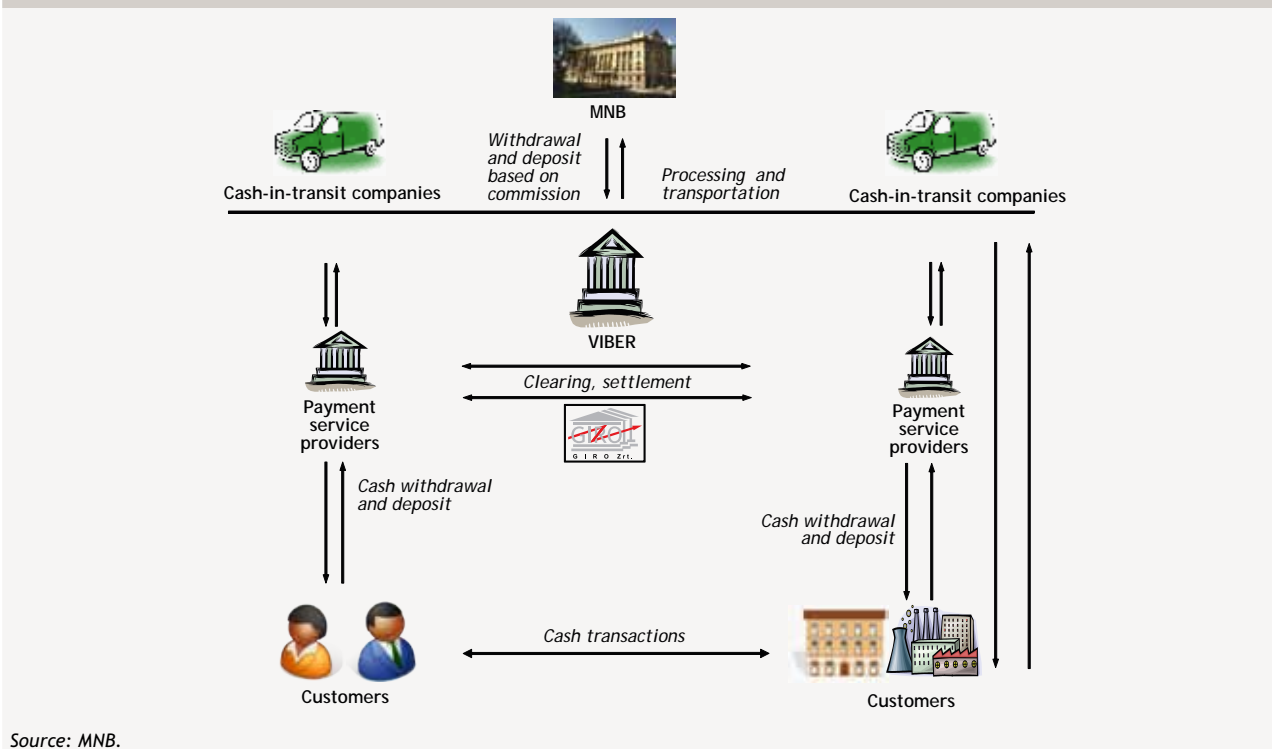 MNB
Withdrawal
and deposit
based on
commission
Processing and
transportation
Cash-in-transit companies
Cash-in-transit companies
VIBER
Clearing, settlement
GIRO
GIRO Zrt.
Payment
service
providers
Payment
service
providers
Cash withdrawal
and deposit
Cash withdrawal
and deposit
Cash transactions
Customers
Customers
Source: MNB.